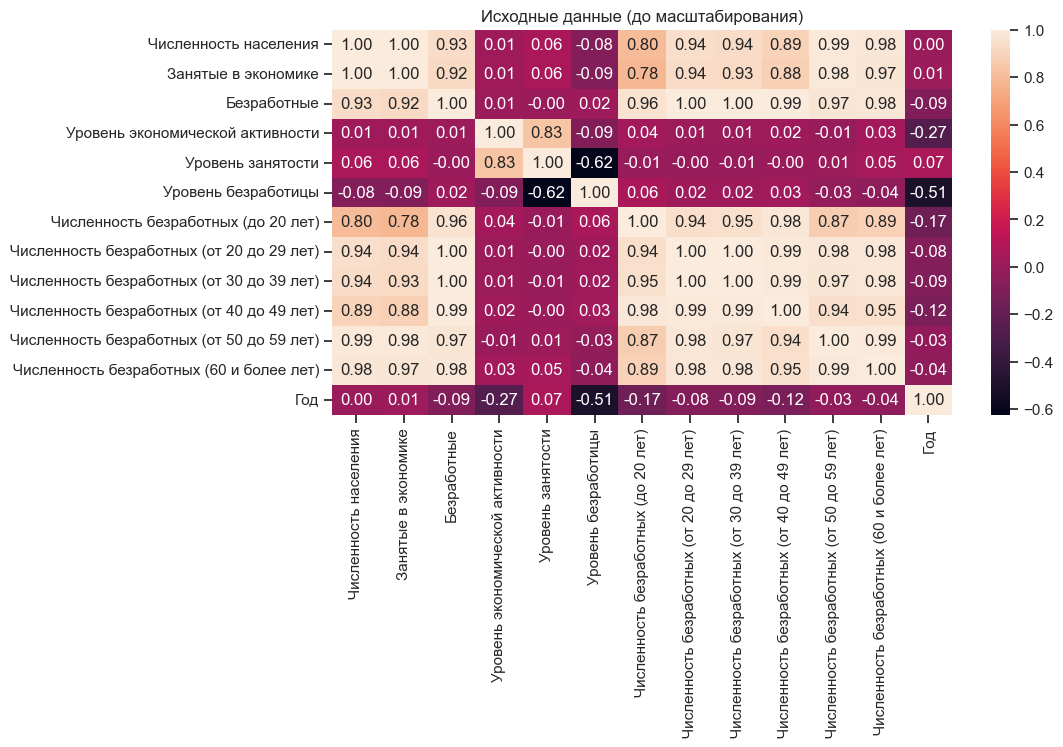 Исходные данные (до масштабирования)
Численность населения 1.00 1.00 0.93 0.01 0.06 -0.08 0.80 0.94 0.94 0.89 0.99 0.98 0.00
Занятые в экономике 1.00 1.00 0.92 0.01 0.06 -0.09 0.78 0.94 0.93 0.88 0.98 0.97 0.01
Безработные 0.93 0.92 1.00 0.01 -0.00 0.02 0.96 1.00 1.00 0.99 0.97 0.98 -0.09
Уровень экономической активности 0.01 0.01 0.01 1.00 0.83 -0.09 0.04 0.01 0.01 0.02 -0.01 0.03 -0.27
Уровень занятости 0.06 0.06 -0.00 0.83 1.00 -0.62 -0.01 -0.00 -0.01 -0.00 0.01 0.05 0.07
Уровень безработицы -0.08 -0.09 0.02 -0.09 -0.62 1.00 0.06 0.02 0.02 0.03 -0.03 -0.04 -0.51
Численность безработных (до 20 лет) 0.80 0.78 0.96 0.04 -0.01 0.06 1.00 0.94 0.95 0.98 0.87 0.89 -0.17
Численность безработных (от 20 до 29 лет) 0.94 0.94 1.00 0.01 -0.00 0.02 0.94 1.00 1.00 0.99 0.98 0.98 -0.08
Численность безработных (от 30 до 39 лет) 0.94 0.93 1.00 0.01 -0.01 0.02 0.95 1.00 1.00 0.99 0.97 0.98 -0.09
Численность безработных (от 40 до 49 лет) 0.89 0.88 0.99 0.02 -0.00 0.03 0.98 0.99 0.99 1.00 0.94 0.95 -0.12
Численность безработных (от 50 до 59 лет) 0.99 0.98 0.97 -0.01 0.01 -0.03 0.87 0.98 0.97 0.94 1.00 0.99 -0.03
Численность безработных (60 и более лет) 0.98 0.97 0.98 0.03 0.05 -0.04 0.89 0.98 0.98 0.95 0.99 1.00 -0.04
Год 0.00 0.01 -0.09 -0.27 0.07 -0.51 -0.17 -0.08 -0.09 -0.12 -0.03 -0.04 1.00
Численность населения
Занятые в экономике
Безработные
Уровень экономической активности
Уровень занятости
Уровень безработицы
Численность безработных (до 20 лет)
Численность безработных (от 20 до 29 лет)
Численность безработных (от 30 до 39 лет)
Численность безработных (от 40 до 49 лет)
Численность безработных (от 50 до 59 лет)
Численность безработных (60 и более лет)
Год
1.0
0.8
0.6
0.4
0.2
0.0
−0.2
−0.4
−0.6